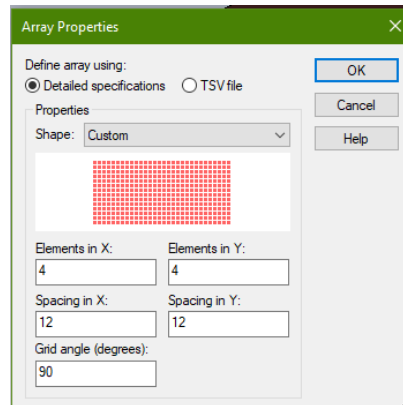 Array Properties
Define array using:
Detailed specifications TSV file
OK
Cancel
Help
Properties
Shape: Custom
Elements in X: Elements in Y:
4 4
Spacing in X: Spacing in Y:
12 12
Grid angle (degrees):
90